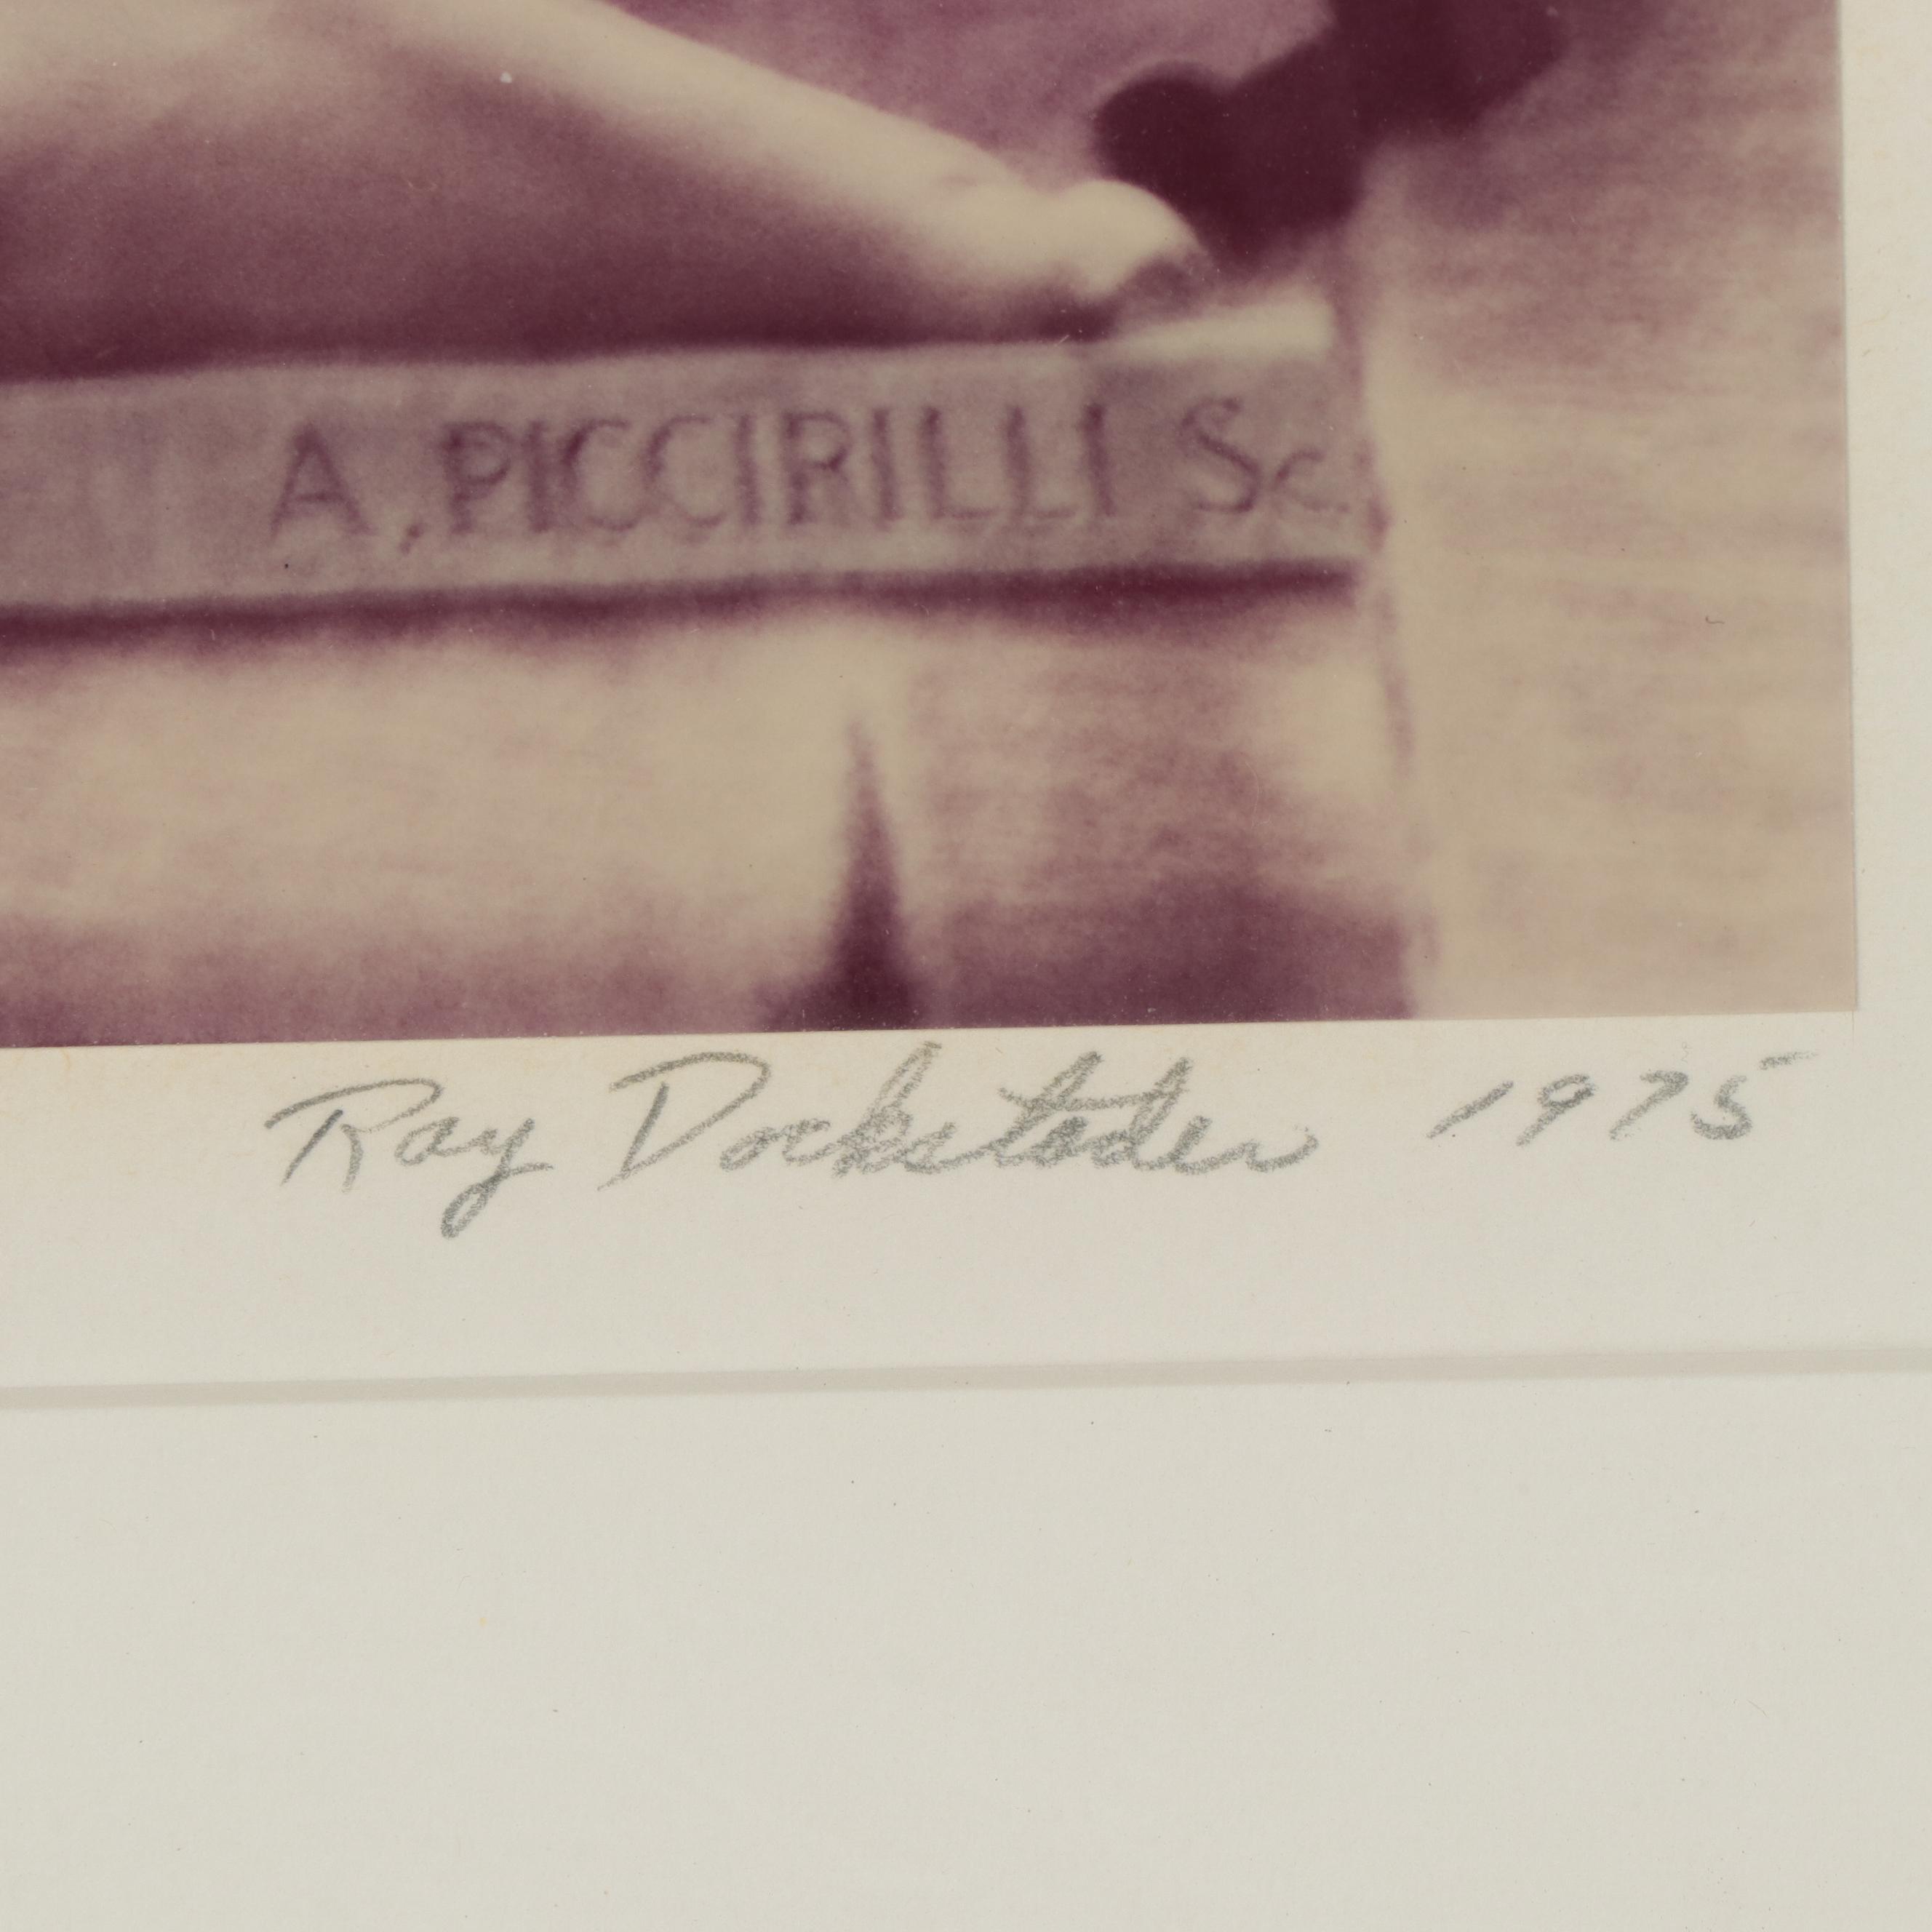 A. PICCIRILLI Sc.
Ray Dockstader 1975